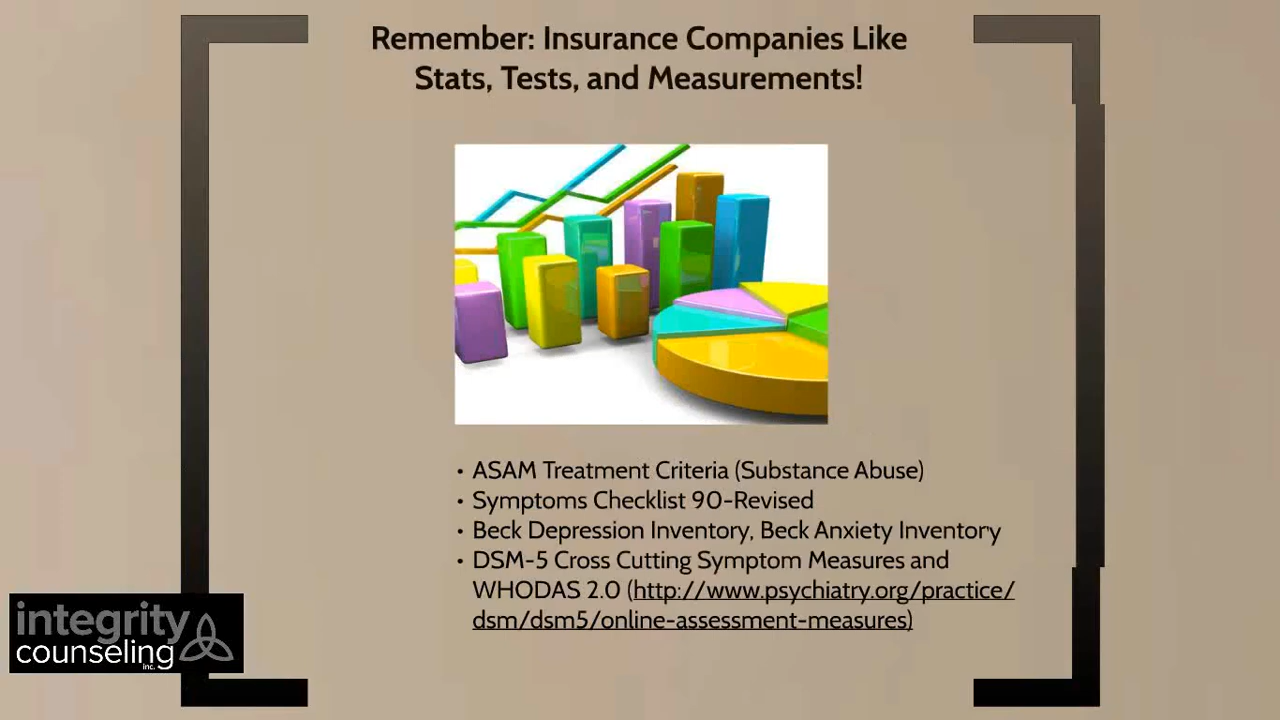 Remember: Insurance Companies Like
Stats, Tests, and Measurements!
• ASAM Treatment Criteria (Substance Abuse)
• Symptoms Checklist 90-Revised
• Beck Depression Inventory, Beck Anxiety Inventory
• DSM-5 Cross Cutting Symptom Measures and
WHODAS 2.0 (http://www.psychiatry.org/practice/
dsm/dsm5/online-assessment-measures)
integrity
counseling
inc.